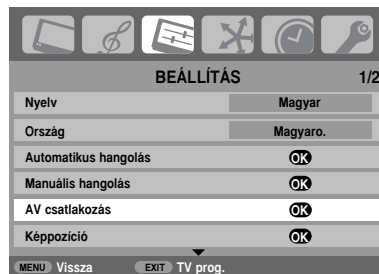 BEÁLLÍTÁS 1/2
Nyelv Magyar
Ország Magyaro.
Automatikus hangolás OK
Manuális hangolás OK
AV csatlakozás OK
Képpozíció OK
MENU Vissza EXIT TV prog.